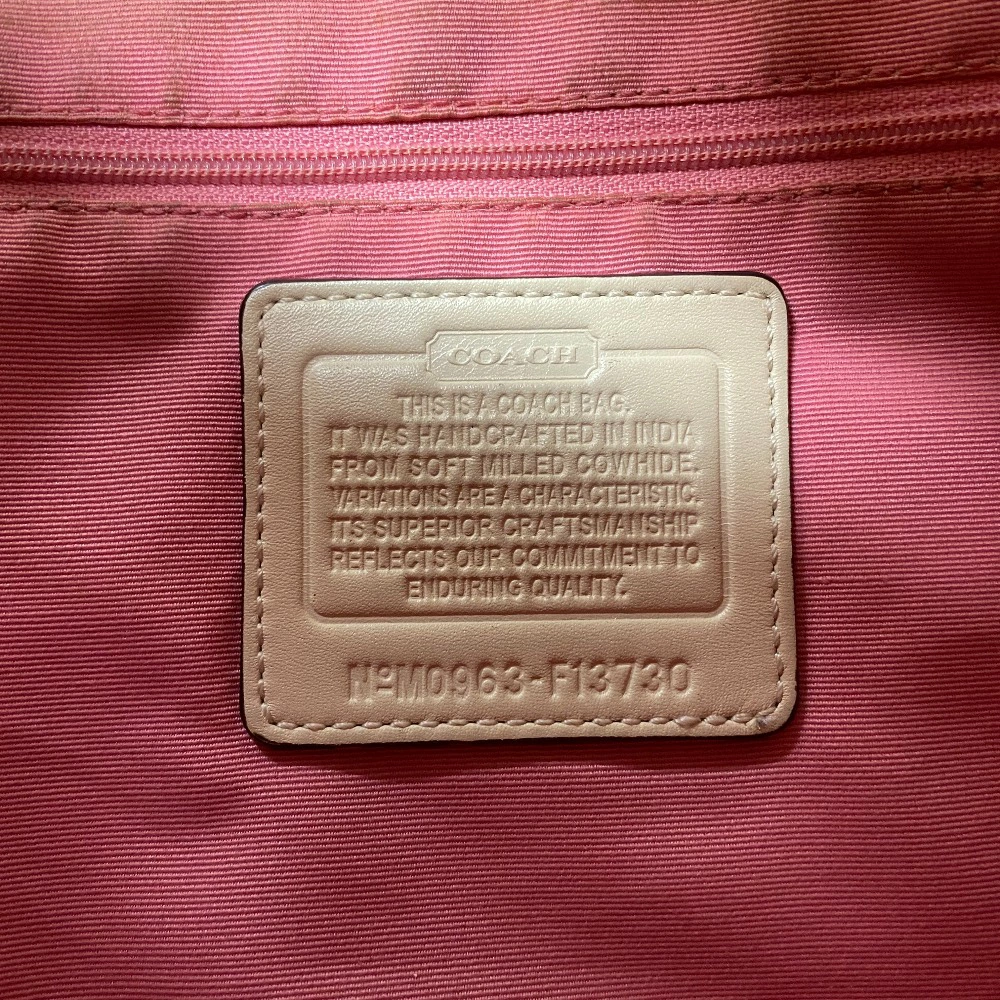 COACH
THIS IS A COACH BAG.
IT WAS HANDCRAFTED IN INDIA
FROM SOFT MILLED COWHIDE.
VARIATIONS ARE A CHARACTERISTIC.
ITS SUPERIOR CRAFTSMANSHIP
REFLECTS OUR COMMITMENT TO
ENDURING QUALITY.
NºM0963-F13730